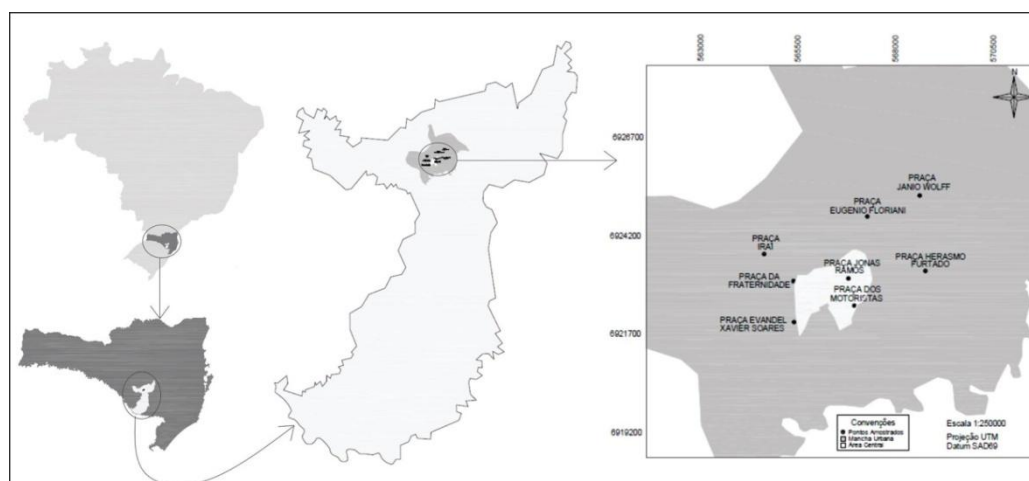 563000
565500
568000
570500
N
6926700
6924200
6921700
6919200
PRAÇA
JANIO WOLFF
PRAÇA
EUGENIO FLORIANI
PRAÇA
IRAÍ
PRAÇA JONAS
RAMOS
PRAÇA HERASMO
FURTADO
PRAÇA DA
FRATERNIDADE
PRAÇA DOS
MOTORISTAS
PRAÇA EVANDEL
XAVIER SOARES
Convenções
Pontos Amostrados
Mancha Urbana
Área Central
Escala 1:250000
Projeção UTM
Datum SAD69